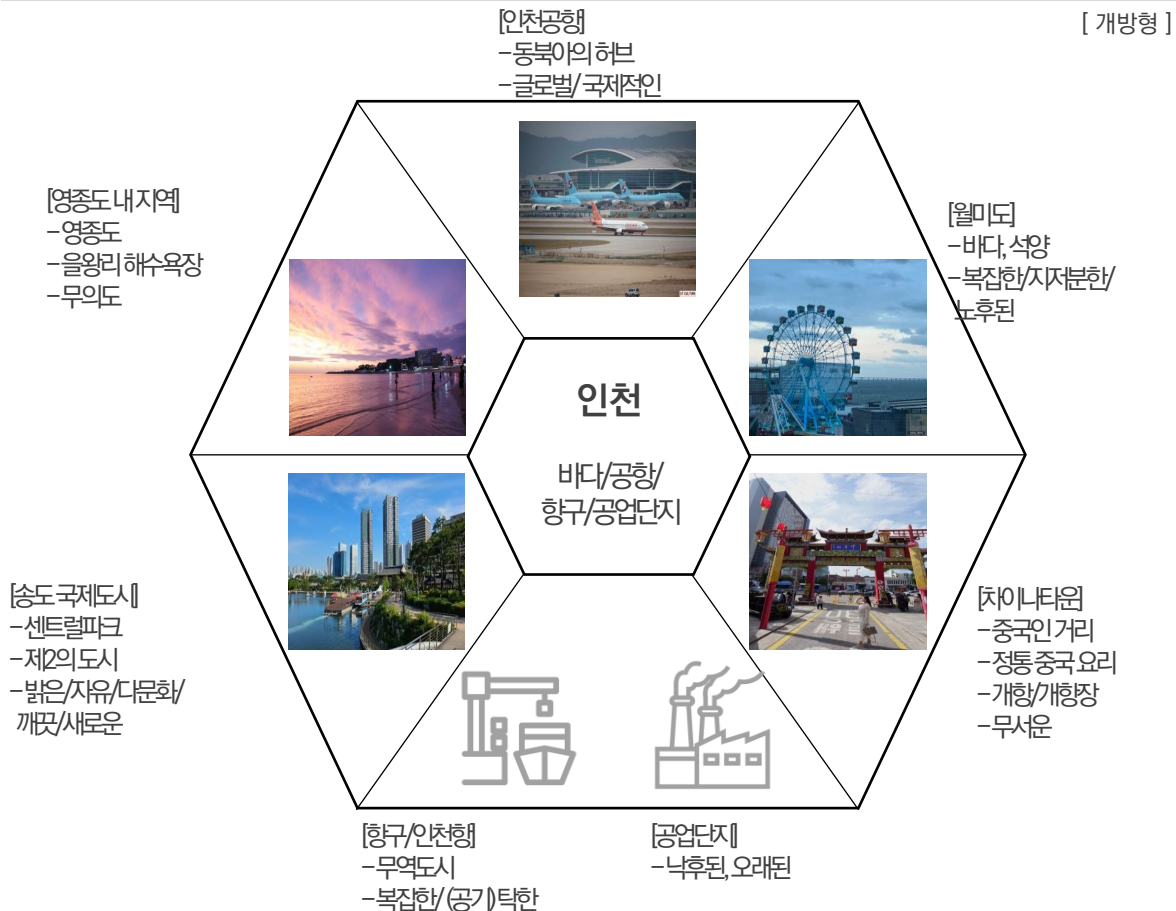 [ 개방형 ]
[인천공항]
-동북아의 허브
-글로벌/ 국제적인
[영종도 내 지역]
-영종도
-을왕리 해수욕장
-무의도
[월미도]
-바다, 석양
-복잡한/지저분한/
노후된
인천
바다/공항/
항구/공업단지
[송도 국제도시]
-센트럴파크
-제2의 도시
-밝은/자유/다문화/
깨끗/새로운
[차이나타운]
-중국인 거리
-정통 중국 요리
-개항/개항장
-무서운
[항구/인천항]
-무역도시
-복잡한/ (공기) 탁한
[공업단지]
-낙후된, 오래된